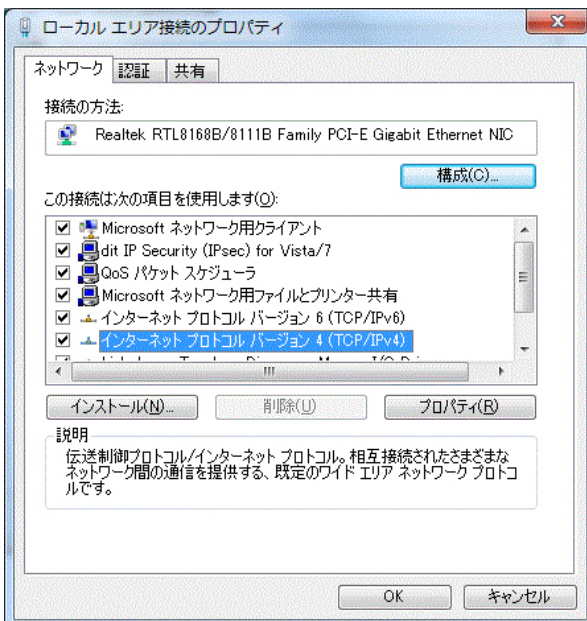 ローカル エリア接続のプロパティ
ネットワーク 認証 共有
接続の方法:
Realtek RTL8168B/8111B Family PCI-E Gigabit Ethernet NIC
構成(C)...
この接続は次の項目を使用します(O):
Microsoft ネットワーク用クライアント
dit IP Security (IPsec) for Vista/7
QoS パケット スケジューラ
Microsoft ネットワーク用ファイルとプリンター共有
インターネット プロトコル バージョン 6 (TCP/IPv6)
インターネット プロトコル バージョン 4 (TCP/IPv4)
インストール(N)... 削除(U) プロパティ(R)
説明
伝送制御プロトコル/インターネット プロトコル。相互接続されたさまざまな
ネットワーク間の通信を提供する、既定のワイド エリア ネットワーク プロトコ
ルです。
OK キャンセル